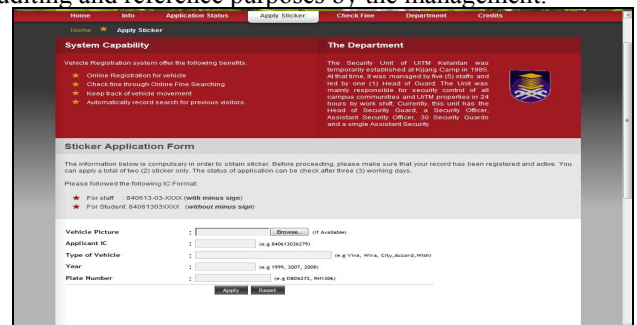 auditing and reference purposes by the management.
Home Info Application Status Apply Sticker Check Fine Department Credits
Home Apply Sticker
System Capability
Vehicle Registration system offer the following benefits:
Online Registration for vehicle
Check fine through Online Fine Searching
Keep track of vehicle movement
Automatically record search for previous visitors.
The Department
The Security Unit of UiTM Kelantan was
temporarily established at Kijang Camp in 1985.
At that time, it was managed by five (5) staffs and
led by one (1) Head of Guard. The Unit was
mainly responsible for security control of all
campus communities and UiTM properties in 24
hours by work shift. Currently, this unit has the
Head of Security Guard, a Security Officer,
Assistant Security Officer, 30 Security Guards
and a single Assistant Security
Sticker Application Form
The information below is compulsary in order to obtain sticker. Before proceeding, please make sure that your record has been registered and active. You
can apply a total of two (2) sticker only. The status of application can be check after three (3) working days.
Please followed the following IC Format:
For staff : 840613-03-XXXX (with minus sign)
For Student: 84061303XXXX (without minus sign)
Vehicle Picture : Browse... (If Available)
Applicant IC : (e.g 840613036279)
Type of Vehicle : (e.g Viva, Wira, City,Accord,Wish)
Year : (e.g 1999, 2007, 2008)
Plate Number : (e.g DBD6272, RH1306)
Apply Reset